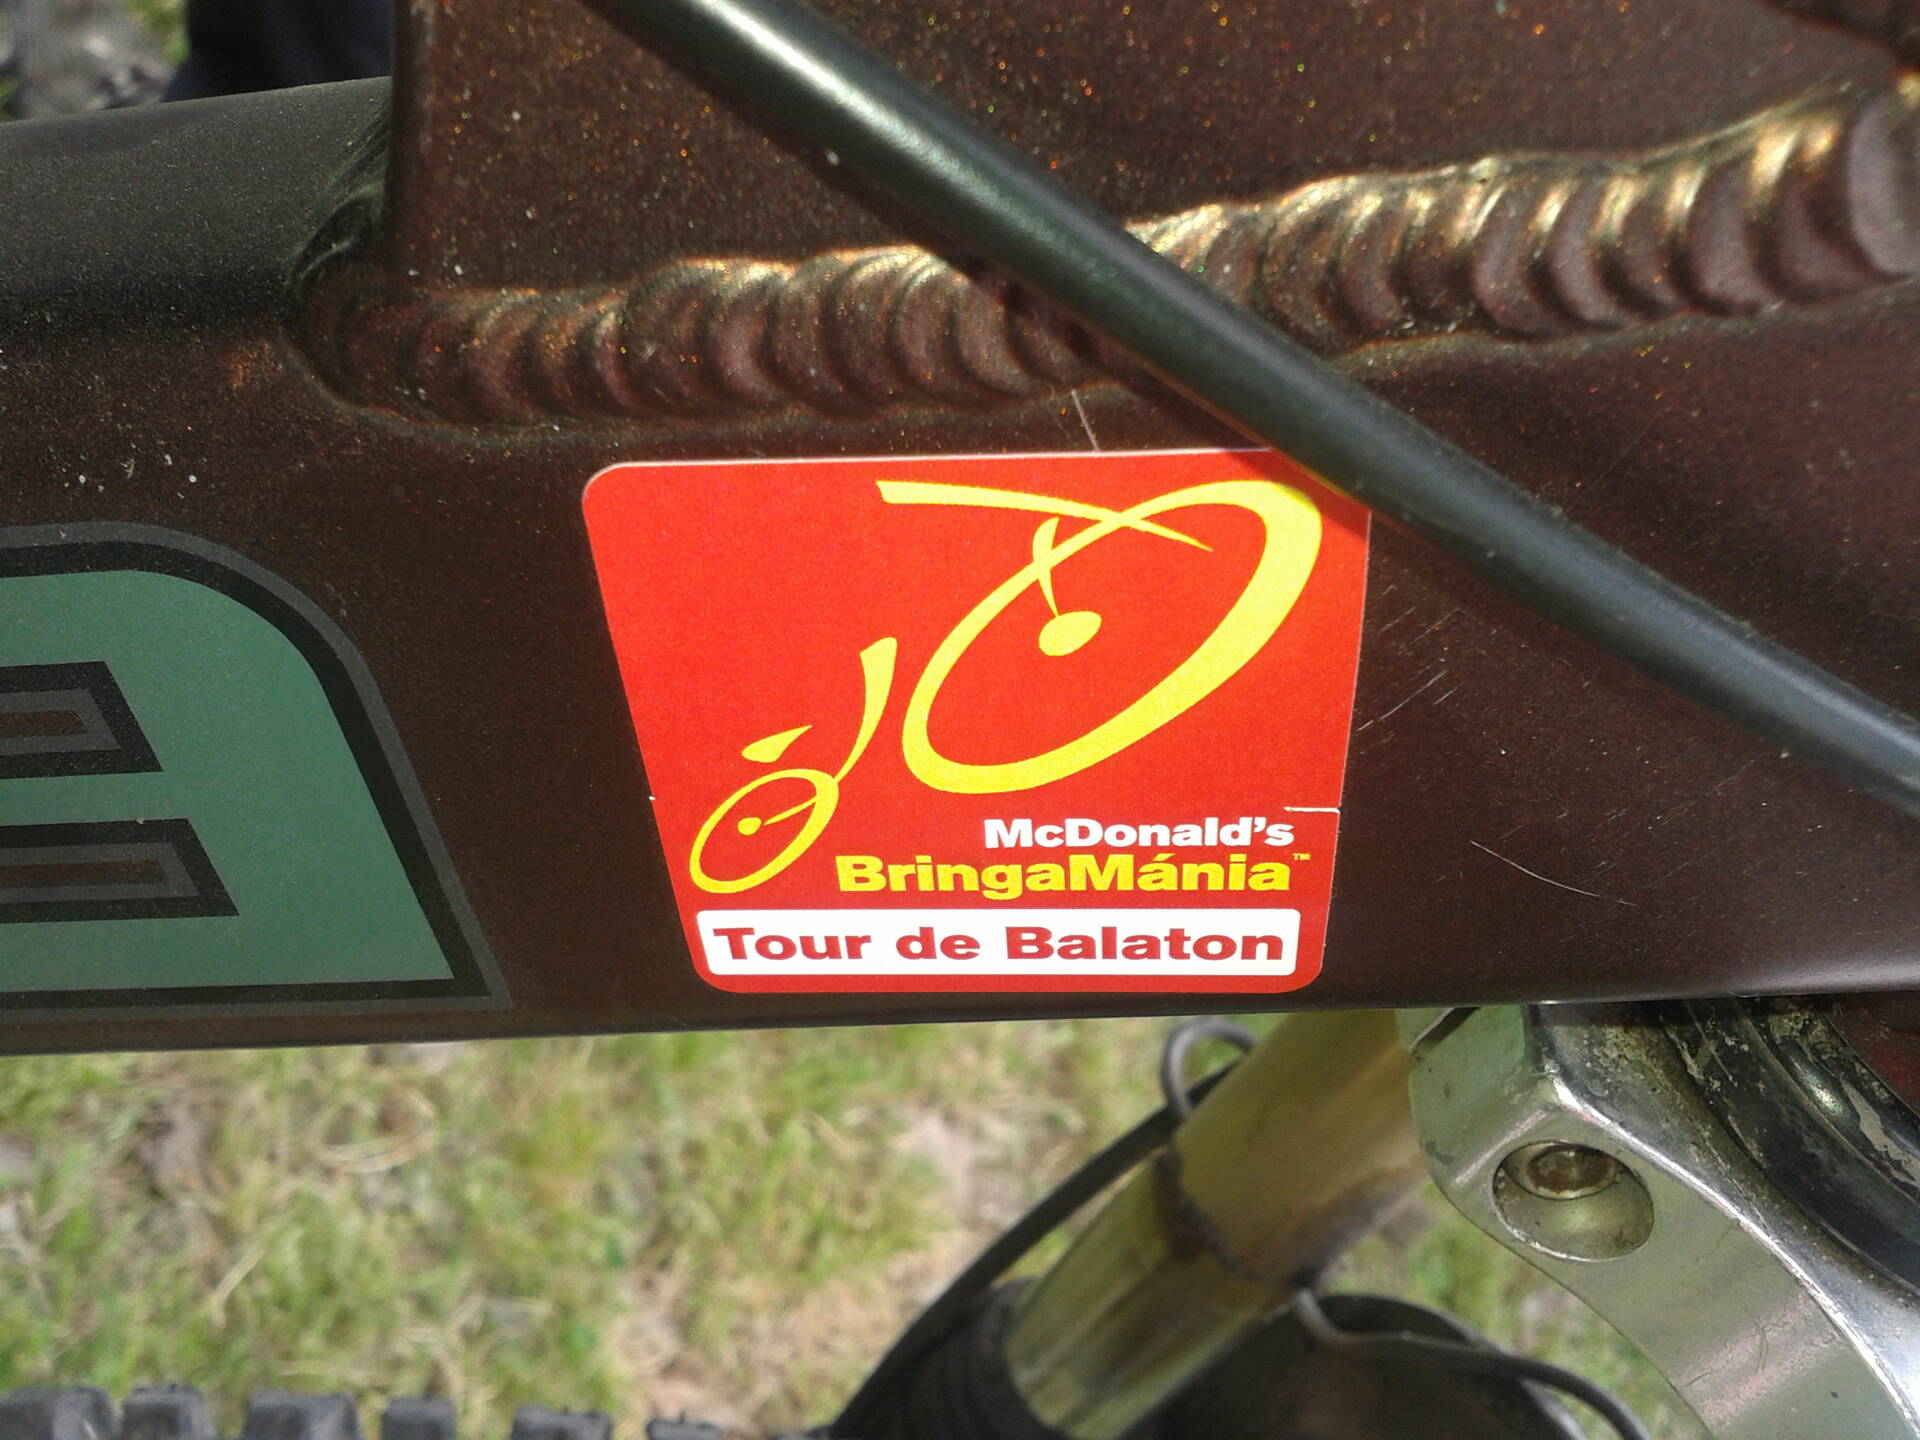 McDonald's
BringaMánia™
Tour de Balaton